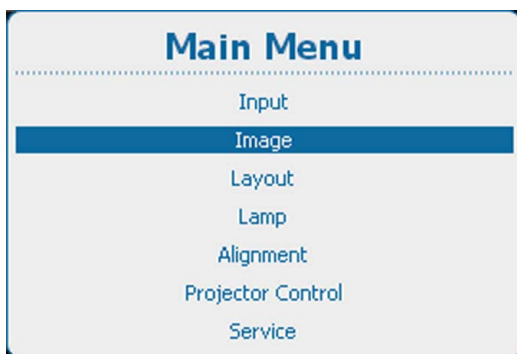 Main Menu
Input
Image
Layout
Lamp
Alignment
Projector Control
Service